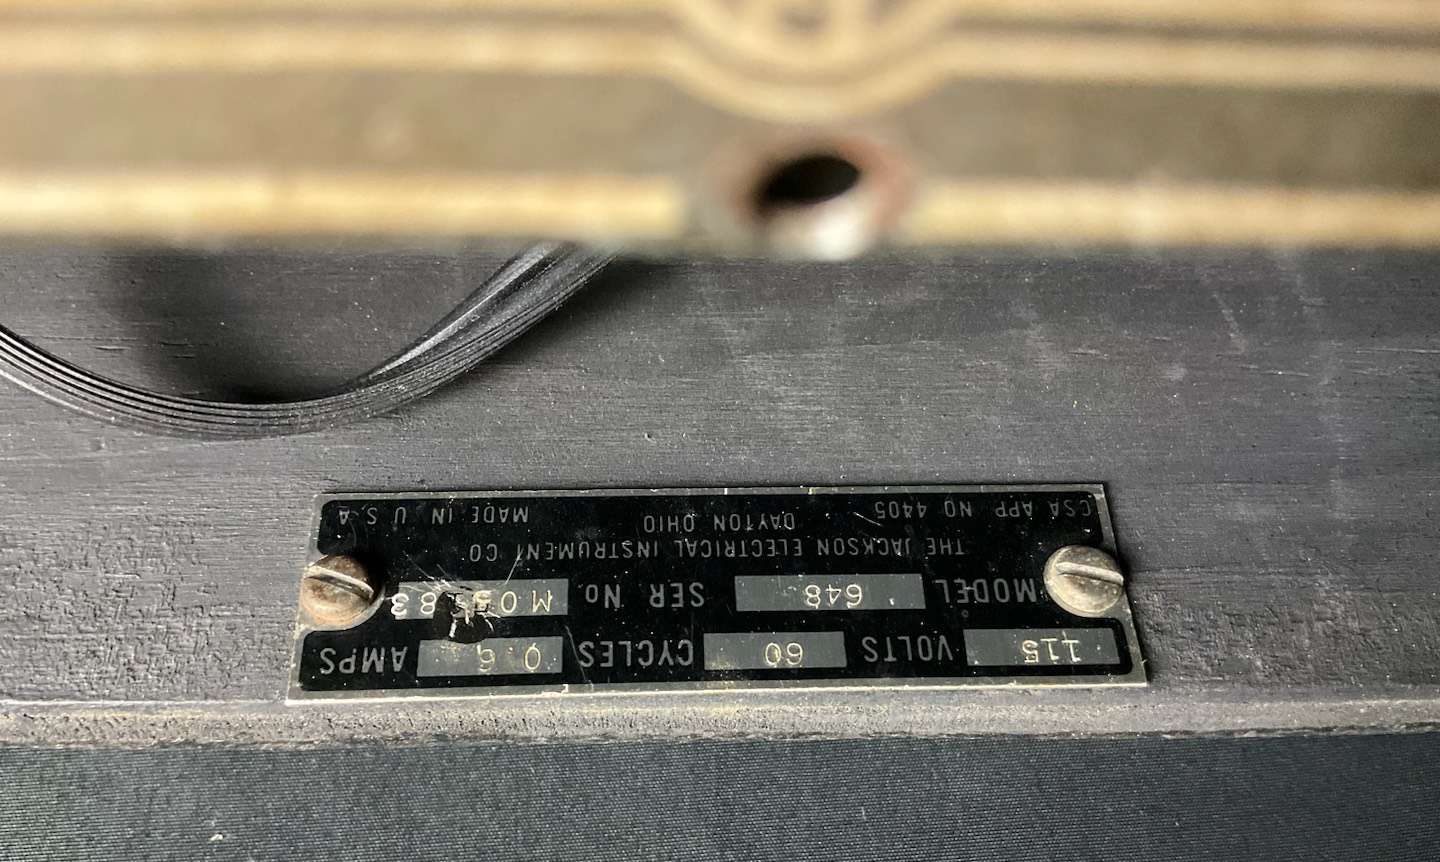 115 VOLTS 60 CYCLES 0.6 AMPS
MODEL 648 SER No.
THE JACKSON ELECTRICAL INSTRUMENT CO.
CSA APP NO 4405 DAYTON OHIO MADE IN U.S.A.